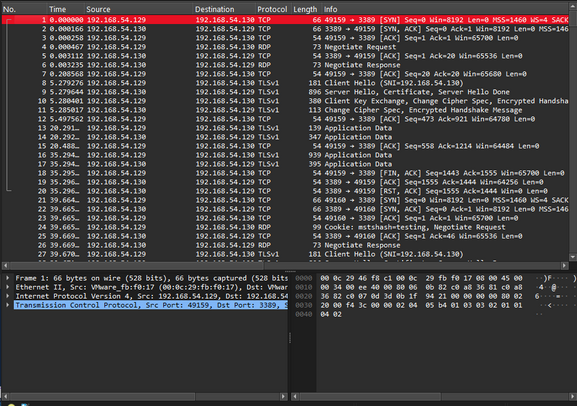 No. Time Source Destination Protocol Length Info
1 0.000000 192.168.54.129 192.168.54.130 TCP 66 49159 → 3389 [SYN] Seq=0 Win=8192 Len=0 MSS=1460 WS=4 SACK
2 0.000166 192.168.54.130 192.168.54.129 TCP 66 3389 → 49159 [SYN, ACK] Seq=0 Ack=1 Win=8192 Len=0 MSS=146
3 0.000258 192.168.54.129 192.168.54.130 TCP 54 49159 → 3389 [ACK] Seq=1 Ack=1 Win=65700 Len=0
4 0.000467 192.168.54.129 192.168.54.130 RDP 73 Negotiate Request
5 0.003112 192.168.54.130 192.168.54.129 TCP 54 3389 → 49159 [ACK] Seq=1 Ack=20 Win=65536 Len=0
6 0.003235 192.168.54.130 192.168.54.129 RDP 73 Negotiate Response
7 0.208568 192.168.54.129 192.168.54.130 TCP 54 49159 → 3389 [ACK] Seq=20 Ack=20 Win=65680 Len=0
8 5.279276 192.168.54.129 192.168.54.130 TLSv1 181 Client Hello (SNI=192.168.54.130)
9 5.279644 192.168.54.130 192.168.54.129 TLSv1 896 Server Hello, Certificate, Server Hello Done
10 5.280401 192.168.54.129 192.168.54.130 TLSv1 380 Client Key Exchange, Change Cipher Spec, Encrypted Handsha
11 5.285017 192.168.54.130 192.168.54.129 TLSv1 113 Change Cipher Spec, Encrypted Handshake Message
12 5.497562 192.168.54.129 192.168.54.130 TCP 54 49159 → 3389 [ACK] Seq=473 Ack=921 Win=64780 Len=0
13 20.291… 192.168.54.129 192.168.54.130 TLSv1 139 Application Data
14 20.291… 192.168.54.130 192.168.54.129 TLSv1 347 Application Data
15 20.488… 192.168.54.129 192.168.54.130 TCP 54 49159 → 3389 [ACK] Seq=558 Ack=1214 Win=64484 Len=0
16 35.294… 192.168.54.129 192.168.54.130 TLSv1 939 Application Data
17 35.294… 192.168.54.130 TLSv1 Application Data
18 35.295… 192.168.54.129 192.168.54.130 TCP 54 49159 → 3389 [FIN, ACK] Seq=1443 Ack=1555 Len=0
19 35.295… 192.168.54.130 192.168.54.129 TCP 54 3389 → 49159 [ACK] Seq=1555 Ack=1444 Win=64256 Len=0
20 192.168.54.130 192.168.54.129 TCP 54 3389 → 49159 [RST, ACK] Seq=1555 Ack=1444 Win=0 Len=0
21 39.664… 192.168.54.129 192.168.54.130 TCP 66 49160 → 3389 [SYN] Seq=0 Win=8192 Len=0 MSS=1460 WS=4 SACK
22 39.665… 192.168.54.130 192.168.54.129 TCP 66 3389 → 49160 [SYN, ACK] Seq=0 Ack=1 Win=8192 Len=0 MSS=146
23 39.665… 192.168.54.129 192.168.54.130 TCP 54 49160 → 3389 [ACK] Seq=1 Ack=1 Win=65700 Len=0
24 39.665… 192.168.54.129 192.168.54.130 RDP 99 Cookie: mstshash=testing, Negotiate Request
25 192.168.54.130 192.168.54.129 TCP 54 3389 → 49160 [ACK] Seq=1 Ack=46 Win=65536 Len=0
26 39.669… 192.168.54.130 192.168.54.129 RDP 73 Negotiate Response
27 39.670… 192.168.54.129 192.168.54.130 TLSv1 181 Client Hello (SNI=192.168.54.130)
Frame 1: 66 bytes on wire (528 bits), 66 bytes captured (528 bits)
Ethernet II, Src: VMware_fb:f0:17 (00:0c:29:fb:f0:17), Dst: VMwar
Internet Protocol Version 4, Src: 192.168.54.129, Dst: 192.168.54
Transmission Control Protocol, Src Port: 49159, Dst Port: 3389, S
0000 00 0c 29 46 f8 c1 00 0c 29 fb f0 17 08 00 45 00
0010 00 34 00 ee 40 00 80 06 0b 82 c0 a8 36 81 c0 a8
0020 36 82 c0 07 0d 3d 0b 1f 94 21 00 00 00 00 80 02
0030 20 00 f4 3c 00 00 02 04 05 b4 01 03 03 02 01 01
0040 04 02